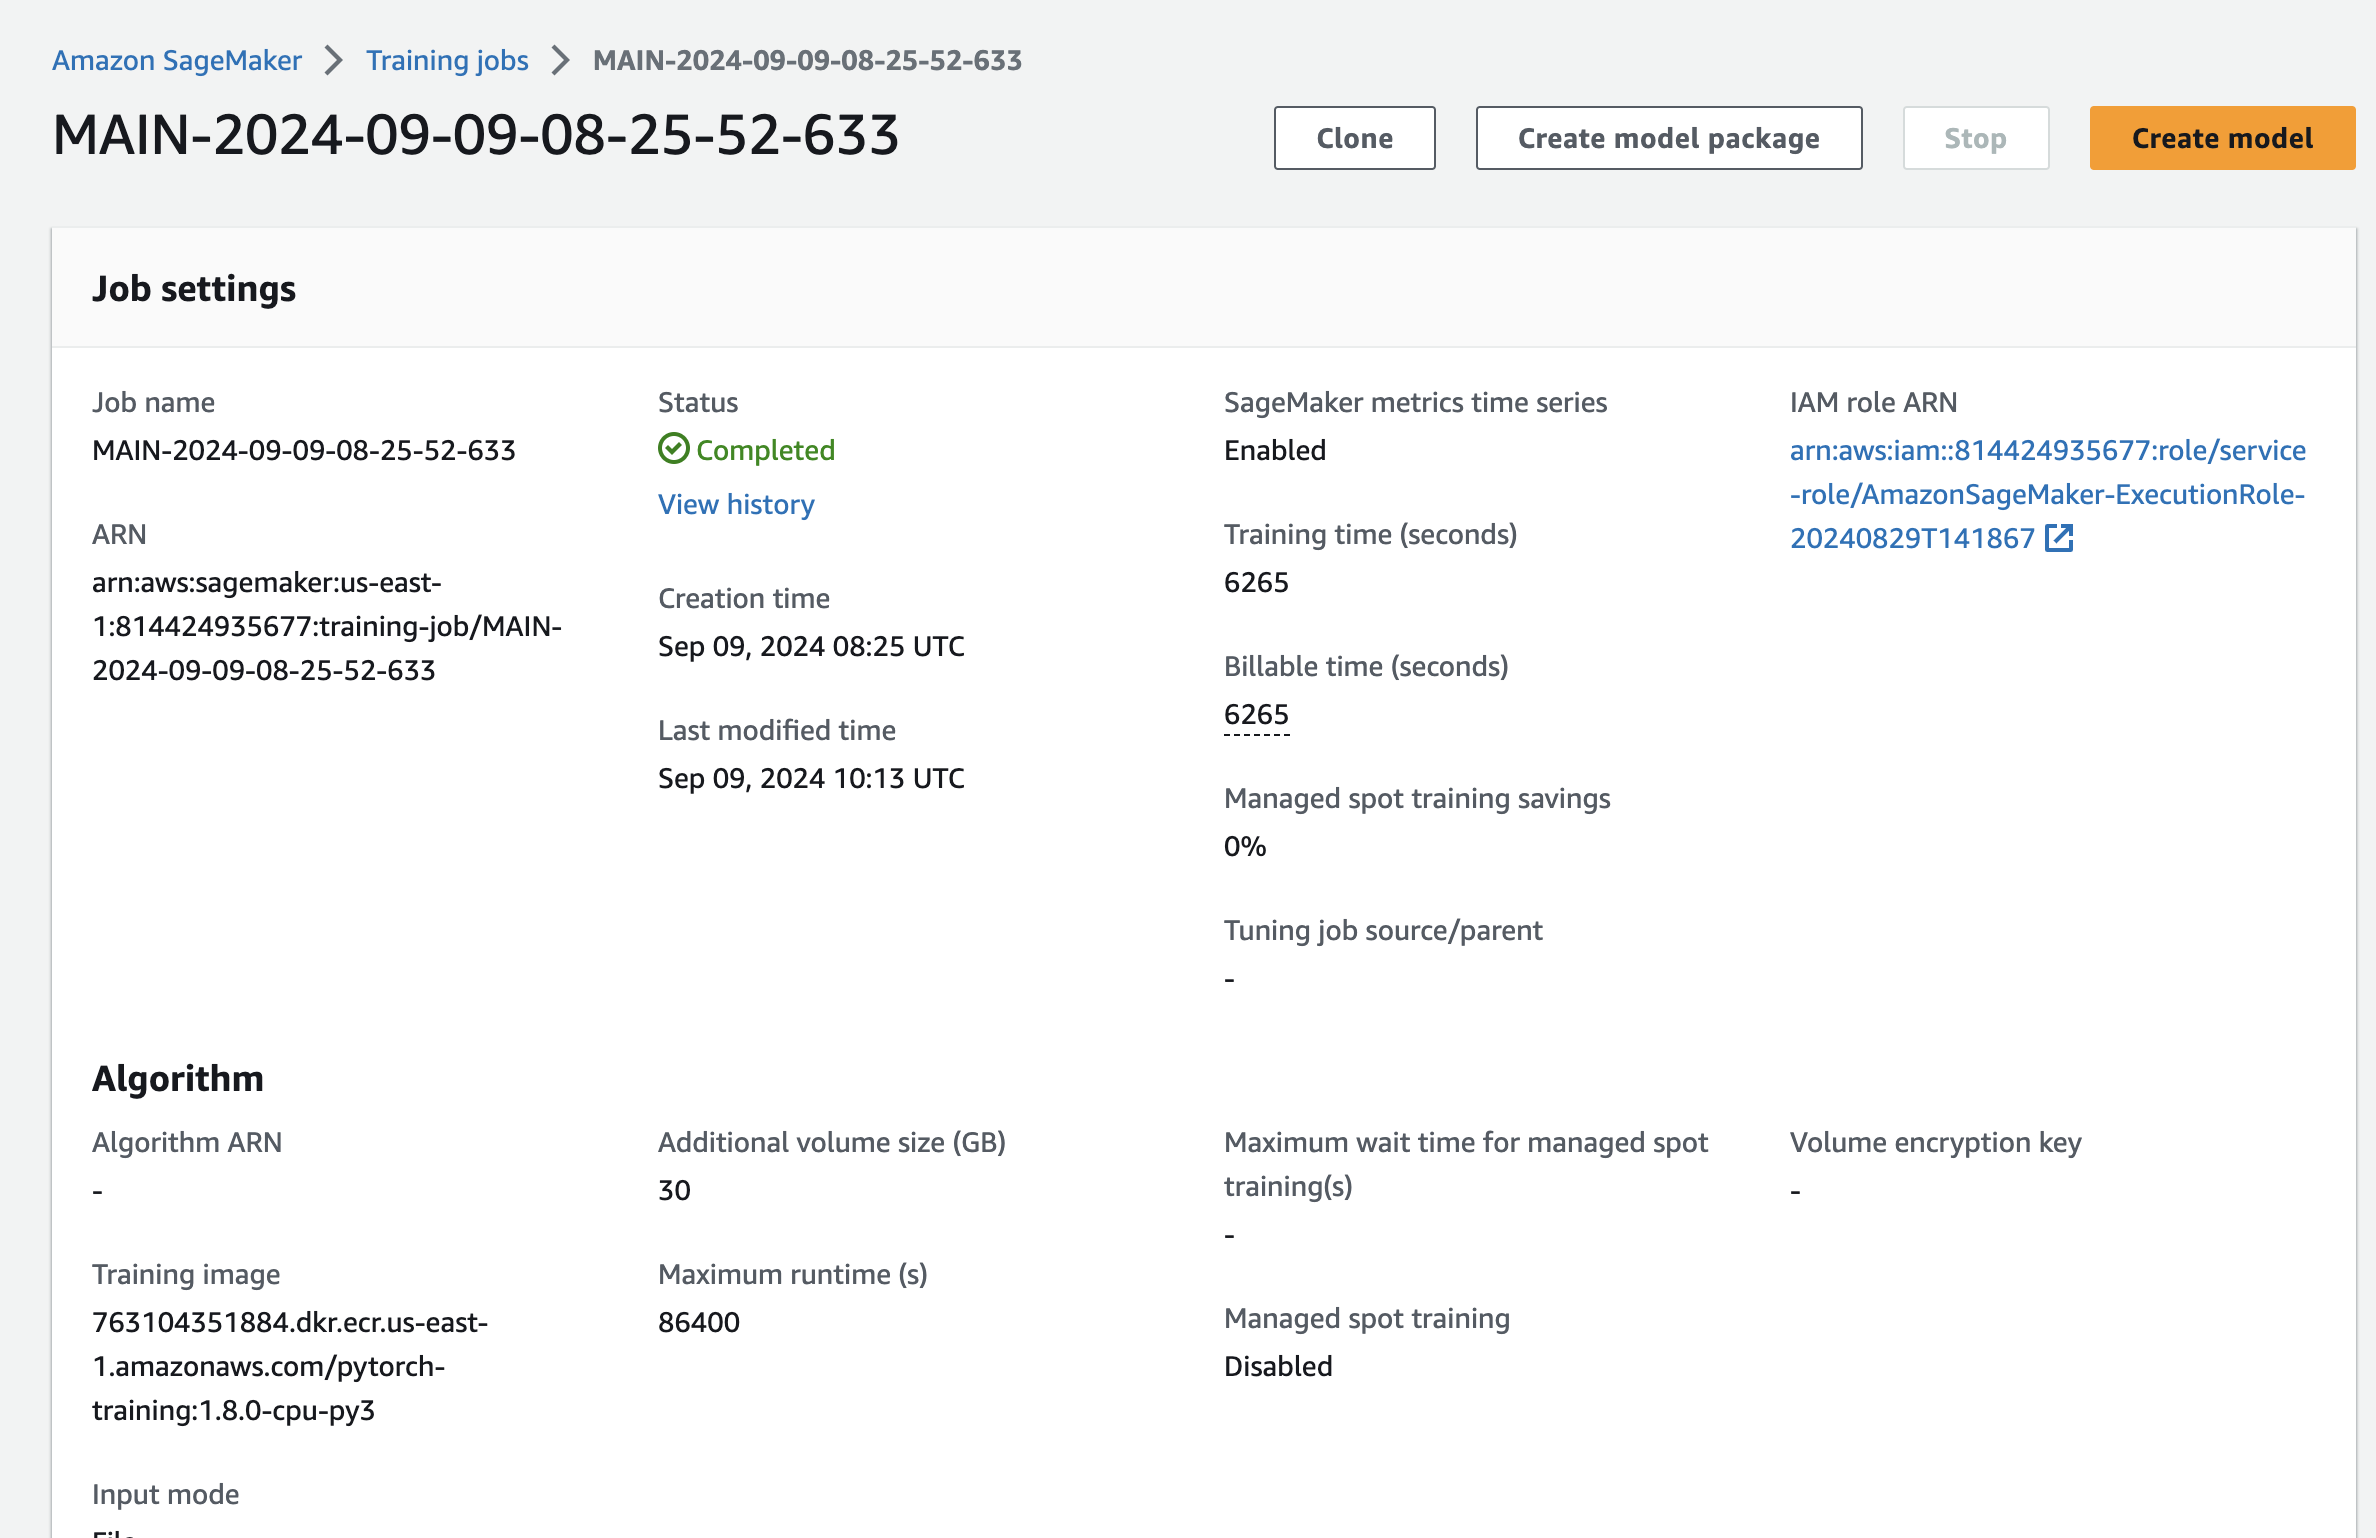 Amazon SageMaker > Training jobs > MAIN-2024-09-09-08-25-52-633
MAIN-2024-09-09-08-25-52-633
Clone
Create model package
Stop
Create model
Job settings
Job name
MAIN-2024-09-09-08-25-52-633
ARN
arn:aws:sagemaker:us-east-
1:814424935677:training-job/MAIN-
2024-09-09-08-25-52-633
Status
Completed
View history
Creation time
Sep 09, 2024 08:25 UTC
Last modified time
Sep 09, 2024 10:13 UTC
SageMaker metrics time series
Enabled
Training time (seconds)
6265
Billable time (seconds)
6265
Managed spot training savings
0%
Tuning job source/parent
-
IAM role ARN
arn:aws:iam::814424935677:role/service
-role/AmazonSageMaker-ExecutionRole-
20240829T141867
Algorithm
Algorithm ARN
-
Training image
763104351884.dkr.ecr.us-east-
1.amazonaws.com/pytorch-
training:1.8.0-cpu-py3
Input mode
File
Additional volume size (GB)
30
Maximum runtime (s)
86400
Maximum wait time for managed spot
training(s)
-
Managed spot training
Disabled
Volume encryption key
-